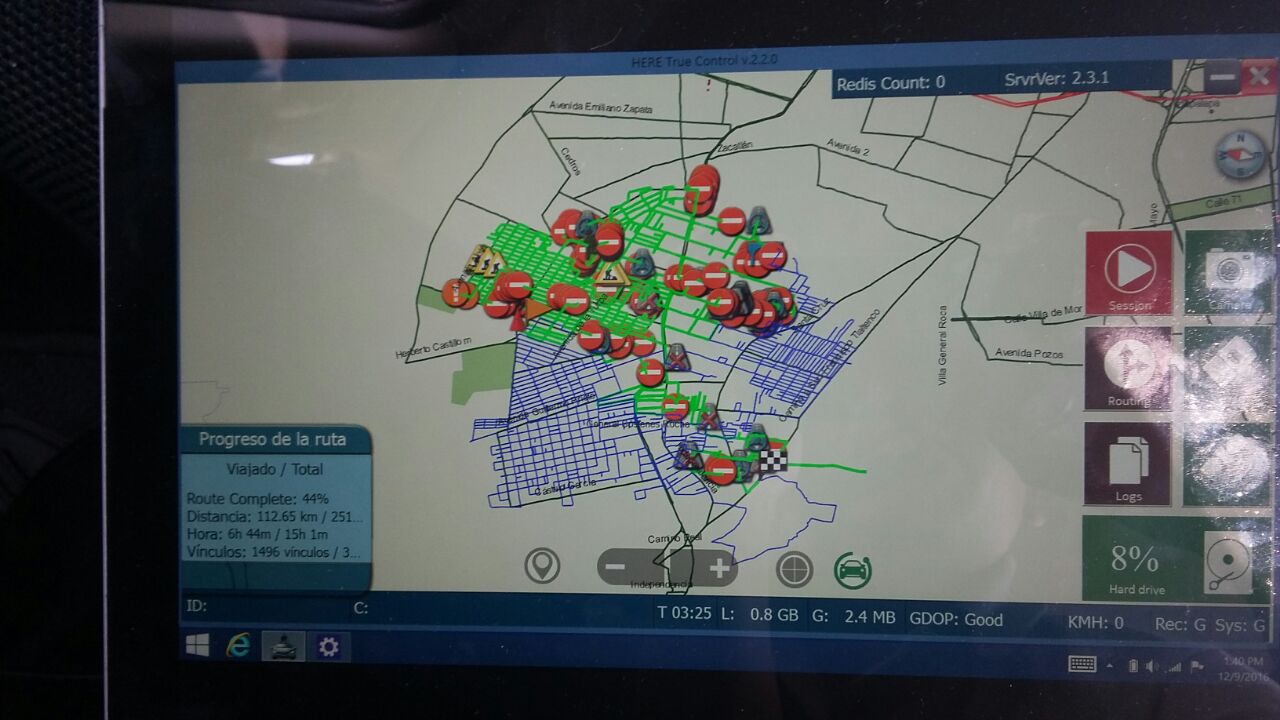 HERE True Control v.2.2.0
Redis Count: 0 SrvrVer: 2.3.1
Avenida Emiliano Zapata
Zacatlán
Avenida 2
Cedros
Calle 71
Mayo
N
Session
Camera
Heriberto Castillo m
Villa General Roca
Calle Villa de Mor
Avenida Pozos
Routing
Logs
Progreso de la ruta
Viajado / Total
Route Complete: 44%
Distancia: 112.65 km / 251...
Hora: 6h 44m / 15h 1m
Vínculos: 1496 vínculos / 3...
Camino Real
Independencia
8%
Hard drive
ID: C: T 03:25 L: 0.8 GB G: 2.4 MB GDOP: Good KMH: 0 Rec: G Sys: G
1:40 PM
12/9/2016